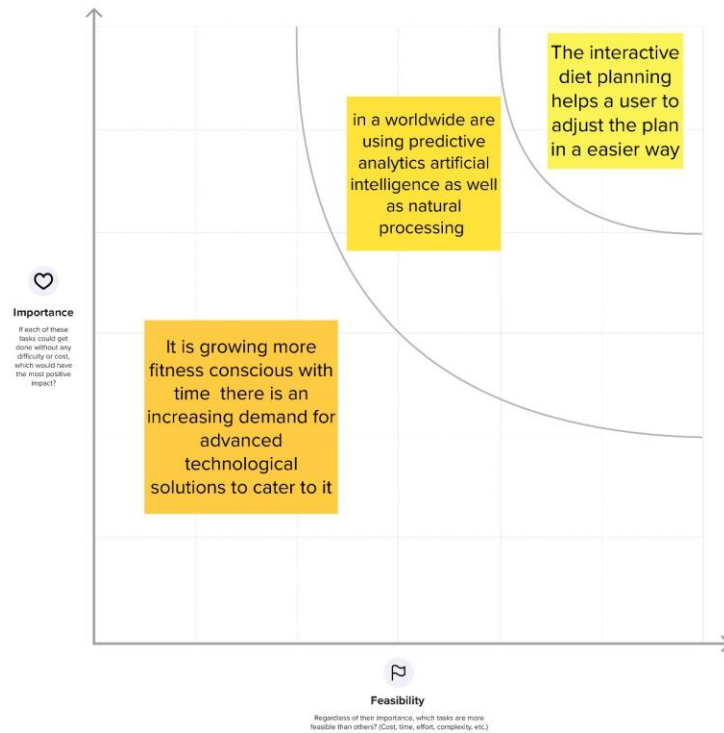 The interactive
diet planning
helps a user to
adjust the plan
in a easier way
in a worldwide are
using predictive
analytics artificial
intelligence as well
as natural
processing
Importance
If each of these
tasks could get
done without any
difficulty or cost,
which would have
the most positive
impact?
It is growing more
fitness conscious with
time there is an
increasing demand for
advanced
technological
solutions to cater to it
Feasibility
Regardless of their importance, which tasks are more
feasible than others? (Cost, time, effort, complexity, etc.)